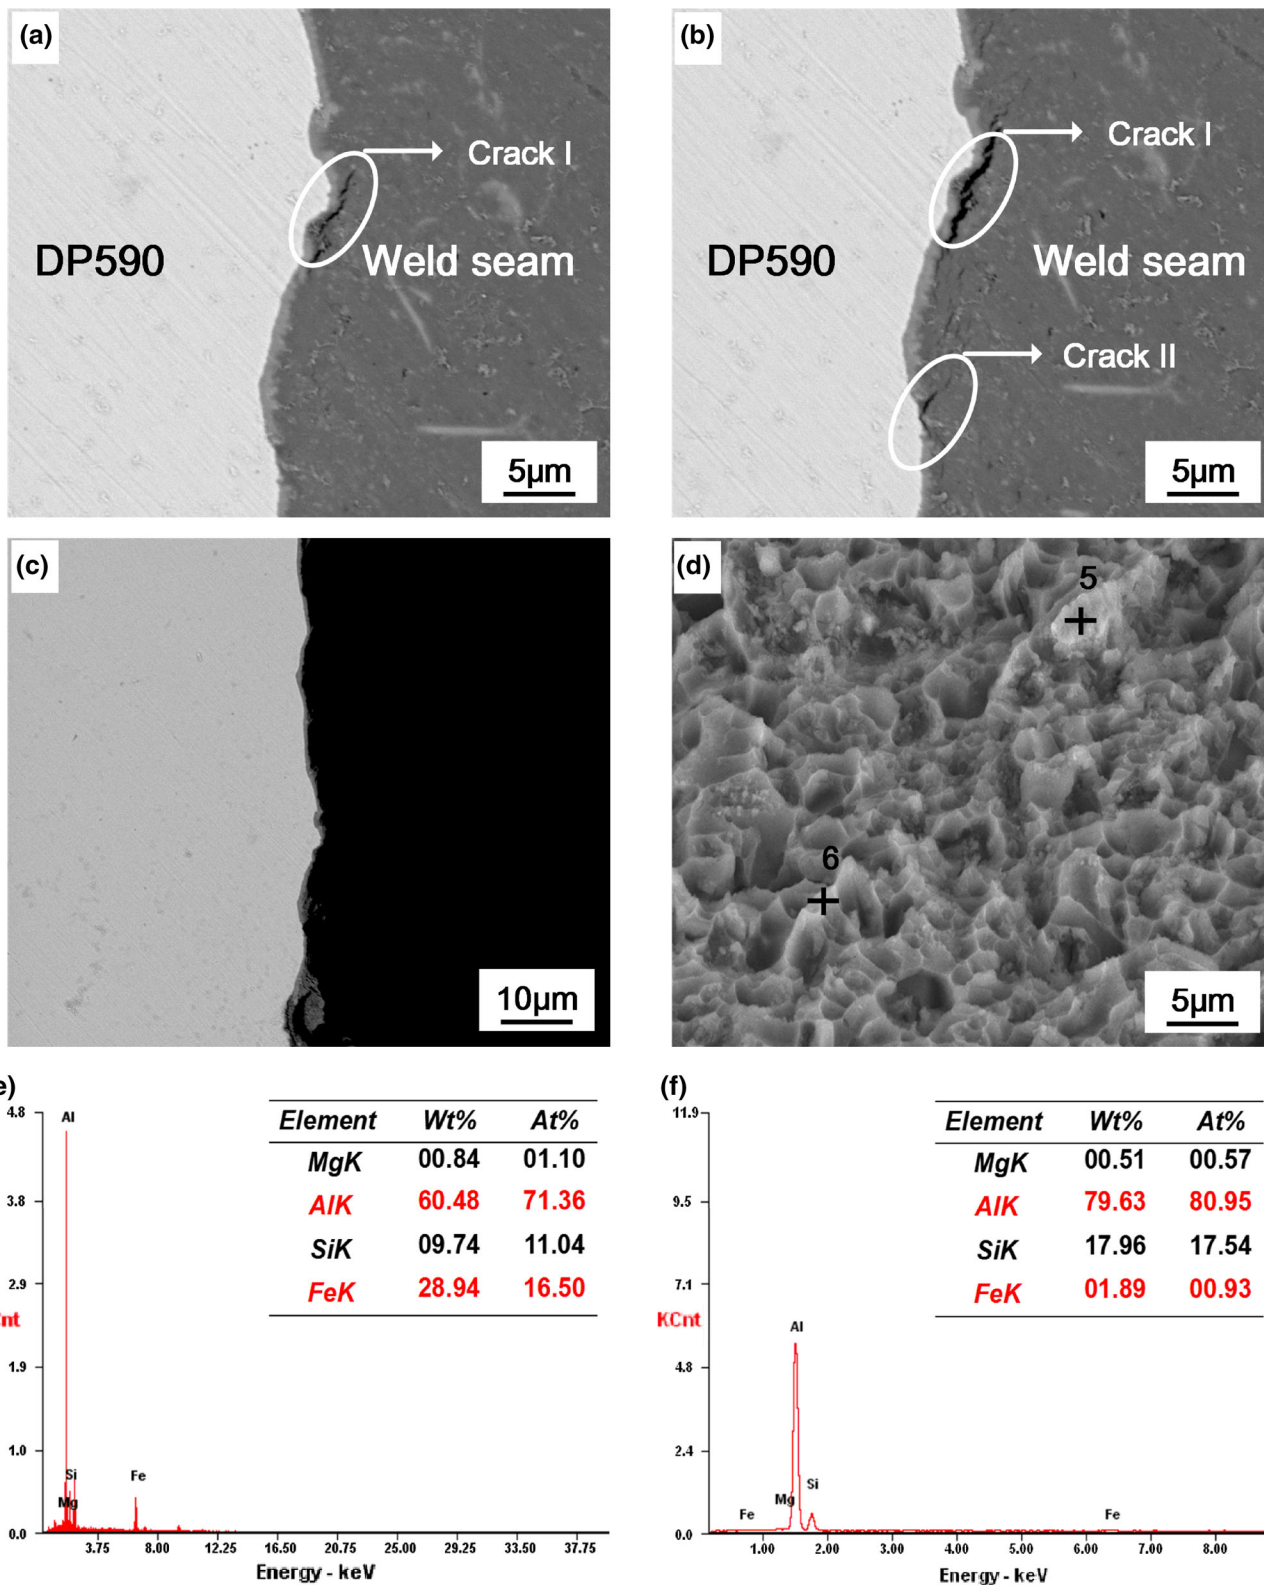 (a)
Crack I
DP590
Weld seam
5µm
(b)
Crack I
DP590
Weld seam
Crack II
5µm
(c)
10µm
(d)
5
6
5µm
e)
4.8
3.8
2.9
1.9
1.0
0.0
Cnt
Al
Si
Mg
Fe
Element Wt% At%
MgK 00.84 01.10
AlK 60.48 71.36
SiK 09.74 11.04
FeK 28.94 16.50
3.75 8.00 12.25 16.50 20.75 25.00 29.25 33.50 37.75
Energy - keV
(f)
11.9
9.5
7.1
4.8
2.4
0.0
KCnt
Element Wt% At%
MgK 00.51 00.57
AlK 79.63 80.95
SiK 17.96 17.54
FeK 01.89 00.93
Al
Si
Mg
Fe
Fe
1.00 2.00 3.00 4.00 5.00 6.00 7.00 8.00
Energy - keV